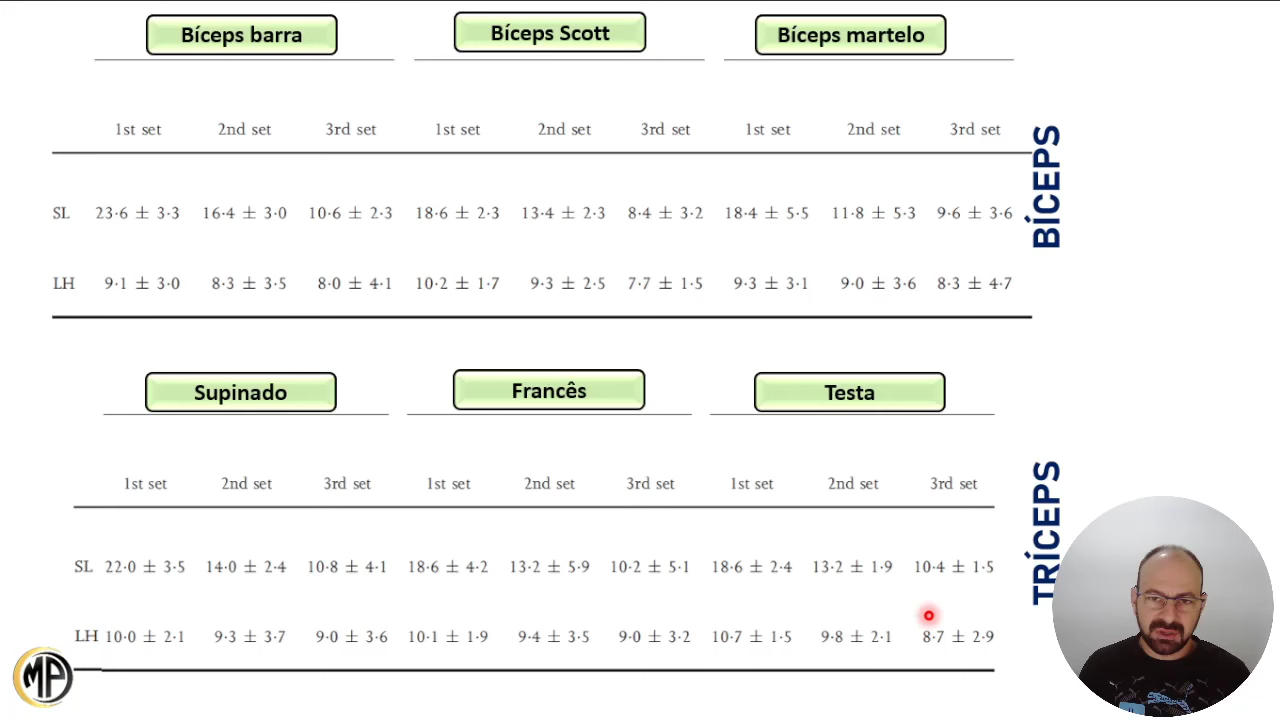 Bíceps barra Bíceps Scott Bíceps martelo
1st set 2nd set 3rd set 1st set 2nd set 3rd set 1st set 2nd set 3rd set
SL 23·6 ± 3·3 16·4 ± 3·0 10·6 ± 2·3 18·6 ± 2·3 13·4 ± 2·3 8·4 ± 3·2 18·4 ± 5·5 11·8 ± 5·3 9·6 ± 3·6
LH 9·1 ± 3·0 8·3 ± 3·5 8·0 ± 4·1 10·2 ± 1·7 9·3 ± 2·5 7·7 ± 1·5 9·3 ± 3·1 9·0 ± 3·6 8·3 ± 4·7
BÍCEPS
Supinado Francês Testa
1st set 2nd set 3rd set 1st set 2nd set 3rd set 1st set 2nd set 3rd set
SL 22·0 ± 3·5 14·0 ± 2·4 10·8 ± 4·1 18·6 ± 4·2 13·2 ± 5·9 10·2 ± 5·1 18·6 ± 2·4 13·2 ± 1·9 10·4 ± 1·5
LH 10·0 ± 2·1 9·3 ± 3·7 9·0 ± 3·6 10·1 ± 1·9 9·4 ± 3·5 9·0 ± 3·2 10·7 ± 1·5 9·8 ± 2·1 8·7 ± 2·9
TRÍCEPS
MP